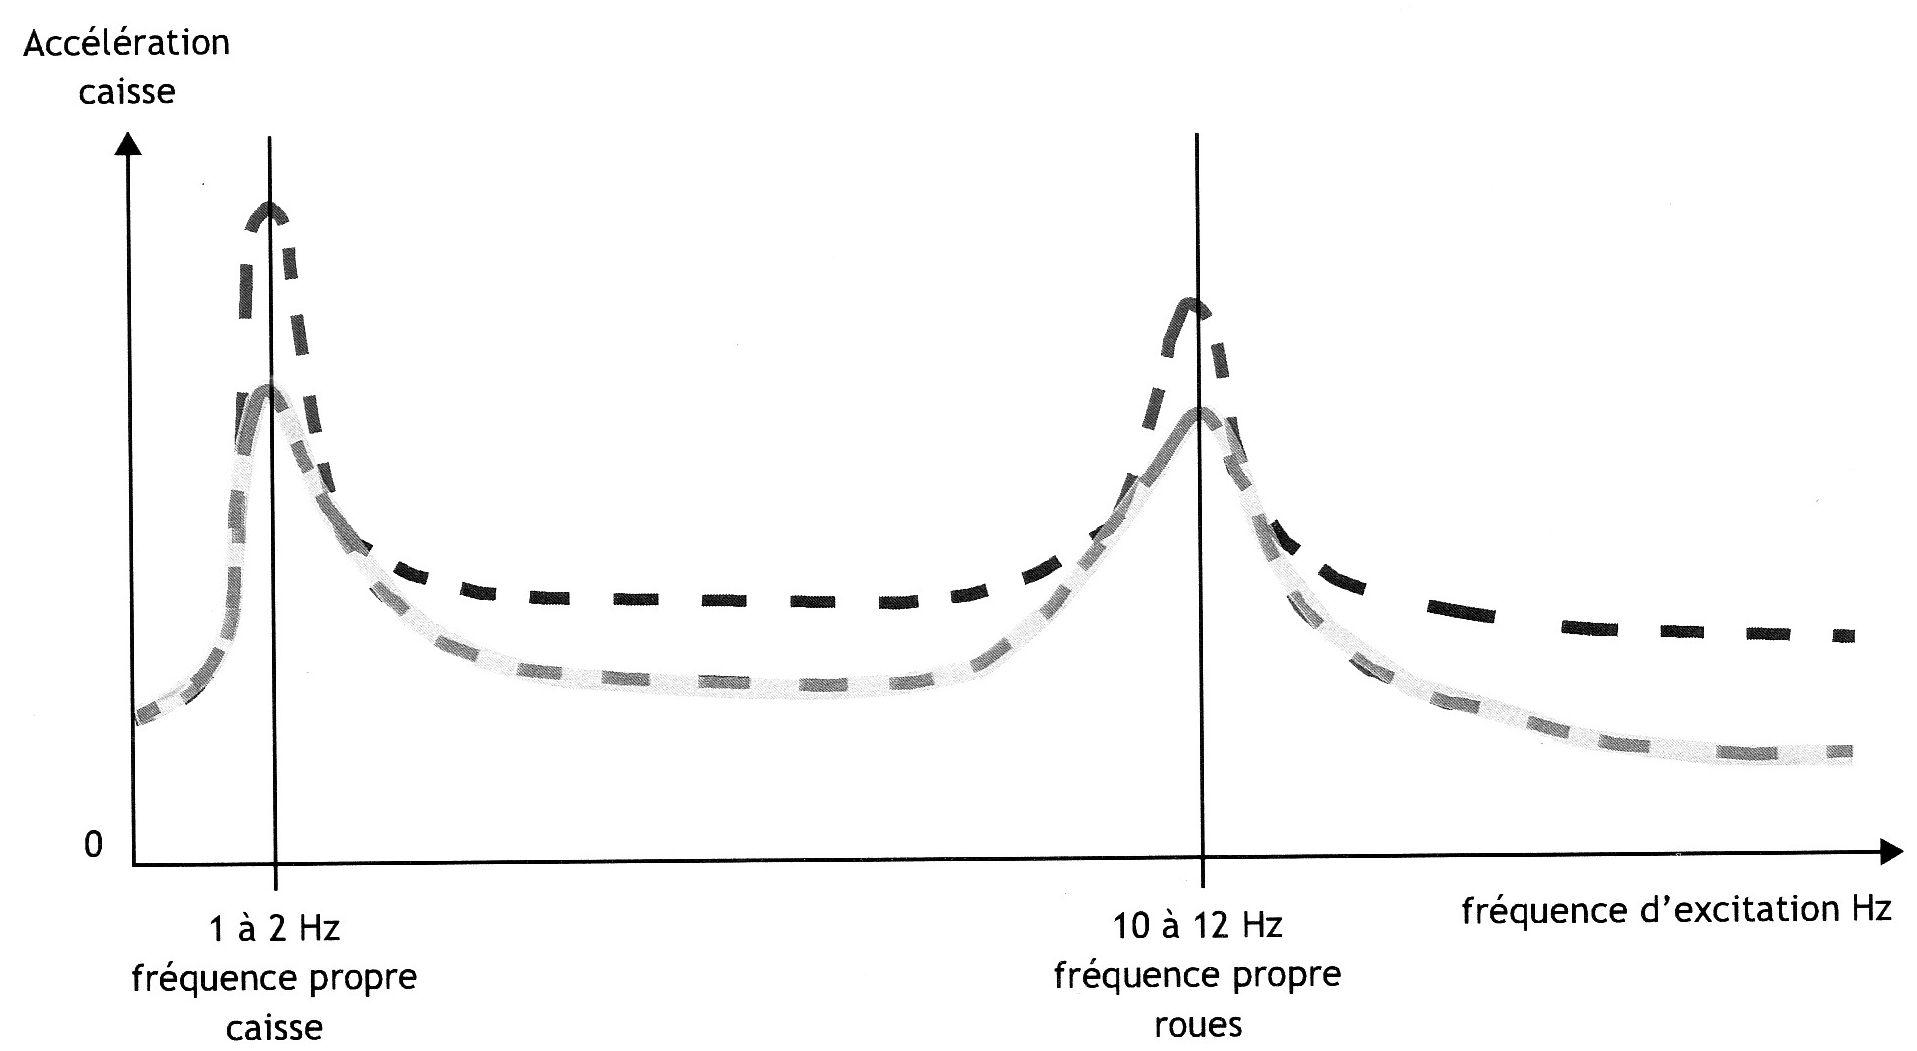 Accélération
caisse
0
1 à 2 Hz
fréquence propre
caisse
10 à 12 Hz
fréquence propre
roues
fréquence d’excitation Hz